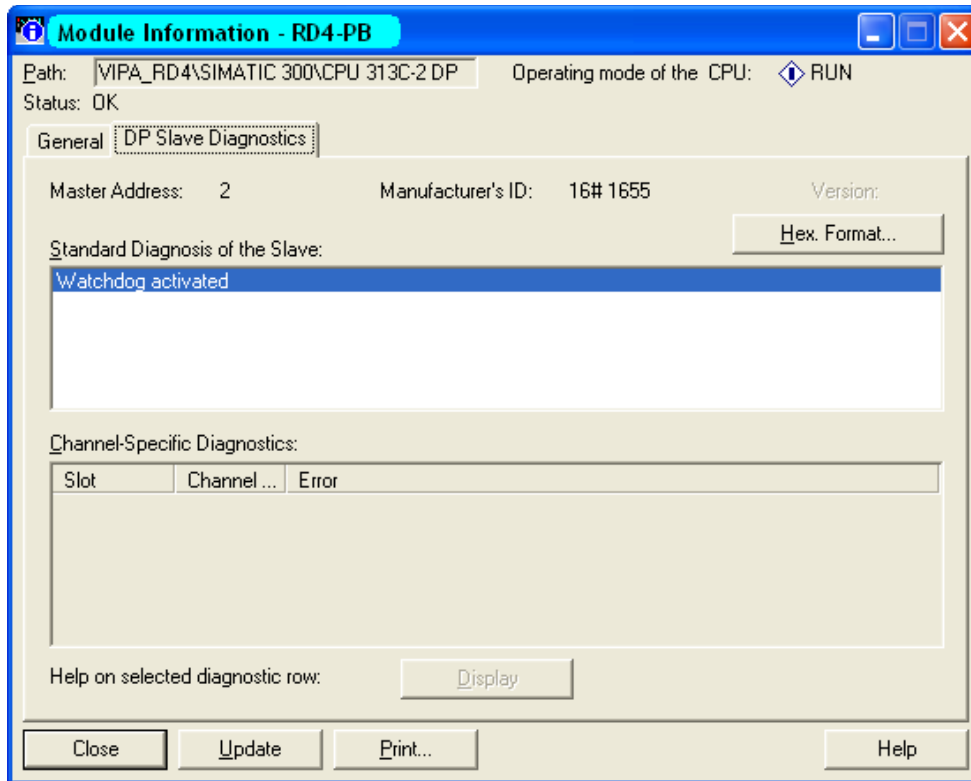 Module Information - RD4-PB
Path: VIPA_RD4\SIMATIC 300\CPU 313C-2 DP Operating mode of the CPU: RUN
Status: OK
General DP Slave Diagnostics
Master Address: 2 Manufacturer's ID: 16# 1655 Version:
Hex. Format...
Standard Diagnosis of the Slave:
Watchdog activated
Channel-Specific Diagnostics:
Slot Channel ... Error
Help on selected diagnostic row: Display
Close Update Print... Help